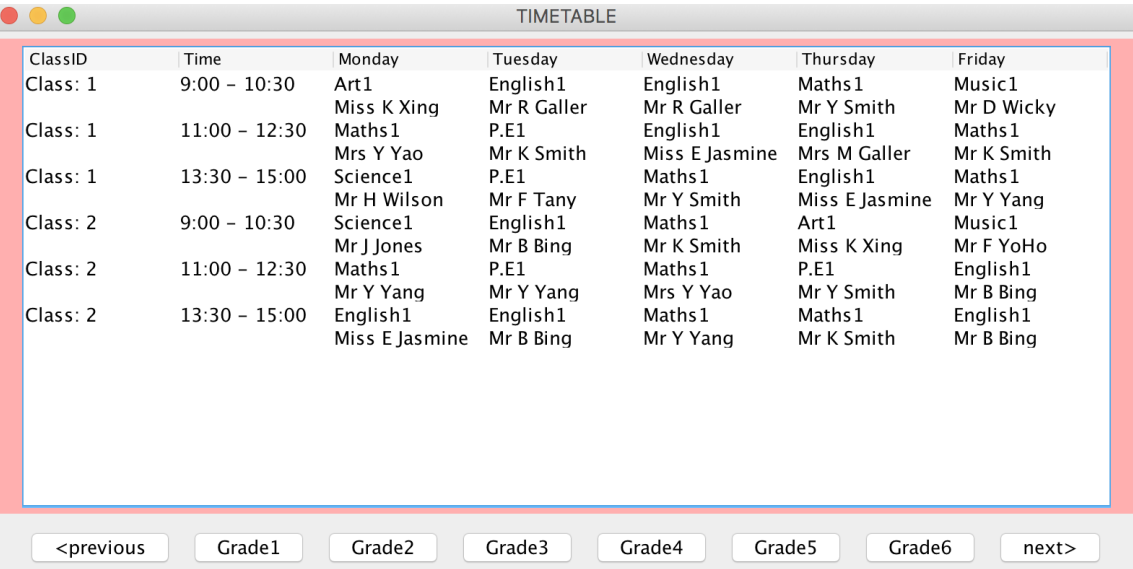 TIMETABLE
ClassID Time Monday Tuesday Wednesday Thursday Friday
Class: 1 9:00 – 10:30 Art1 English1 English1 Maths1 Music1
Miss K Xing Mr R Galler Mr R Galler Mr Y Smith Mr D Wicky
Class: 1 11:00 – 12:30 Maths1 P.E1 English1 English1 Maths1
Mrs Y Yao Mr K Smith Miss E Jasmine Mrs M Galler Mr K Smith
Class: 1 13:30 – 15:00 Science1 P.E1 Maths1 English1 Maths1
Mr H Wilson Mr F Tany Mr Y Smith Miss E Jasmine Mr Y Yang
Class: 2 9:00 – 10:30 Science1 English1 Maths1 Art1 Music1
Mr J Jones Mr B Bing Mr K Smith Miss K Xing Mr F YoHo
Class: 2 11:00 – 12:30 Maths1 P.E1 Maths1 P.E1 English1
Mr Y Yang Mr Y Yang Mrs Y Yao Mr Y Smith Mr B Bing
Class: 2 13:30 – 15:00 English1 English1 Maths1 Maths1 English1
Miss E Jasmine Mr B Bing Mr Y Yang Mr K Smith Mr B Bing
<previous Grade1 Grade2 Grade3 Grade4 Grade5 Grade6 next>